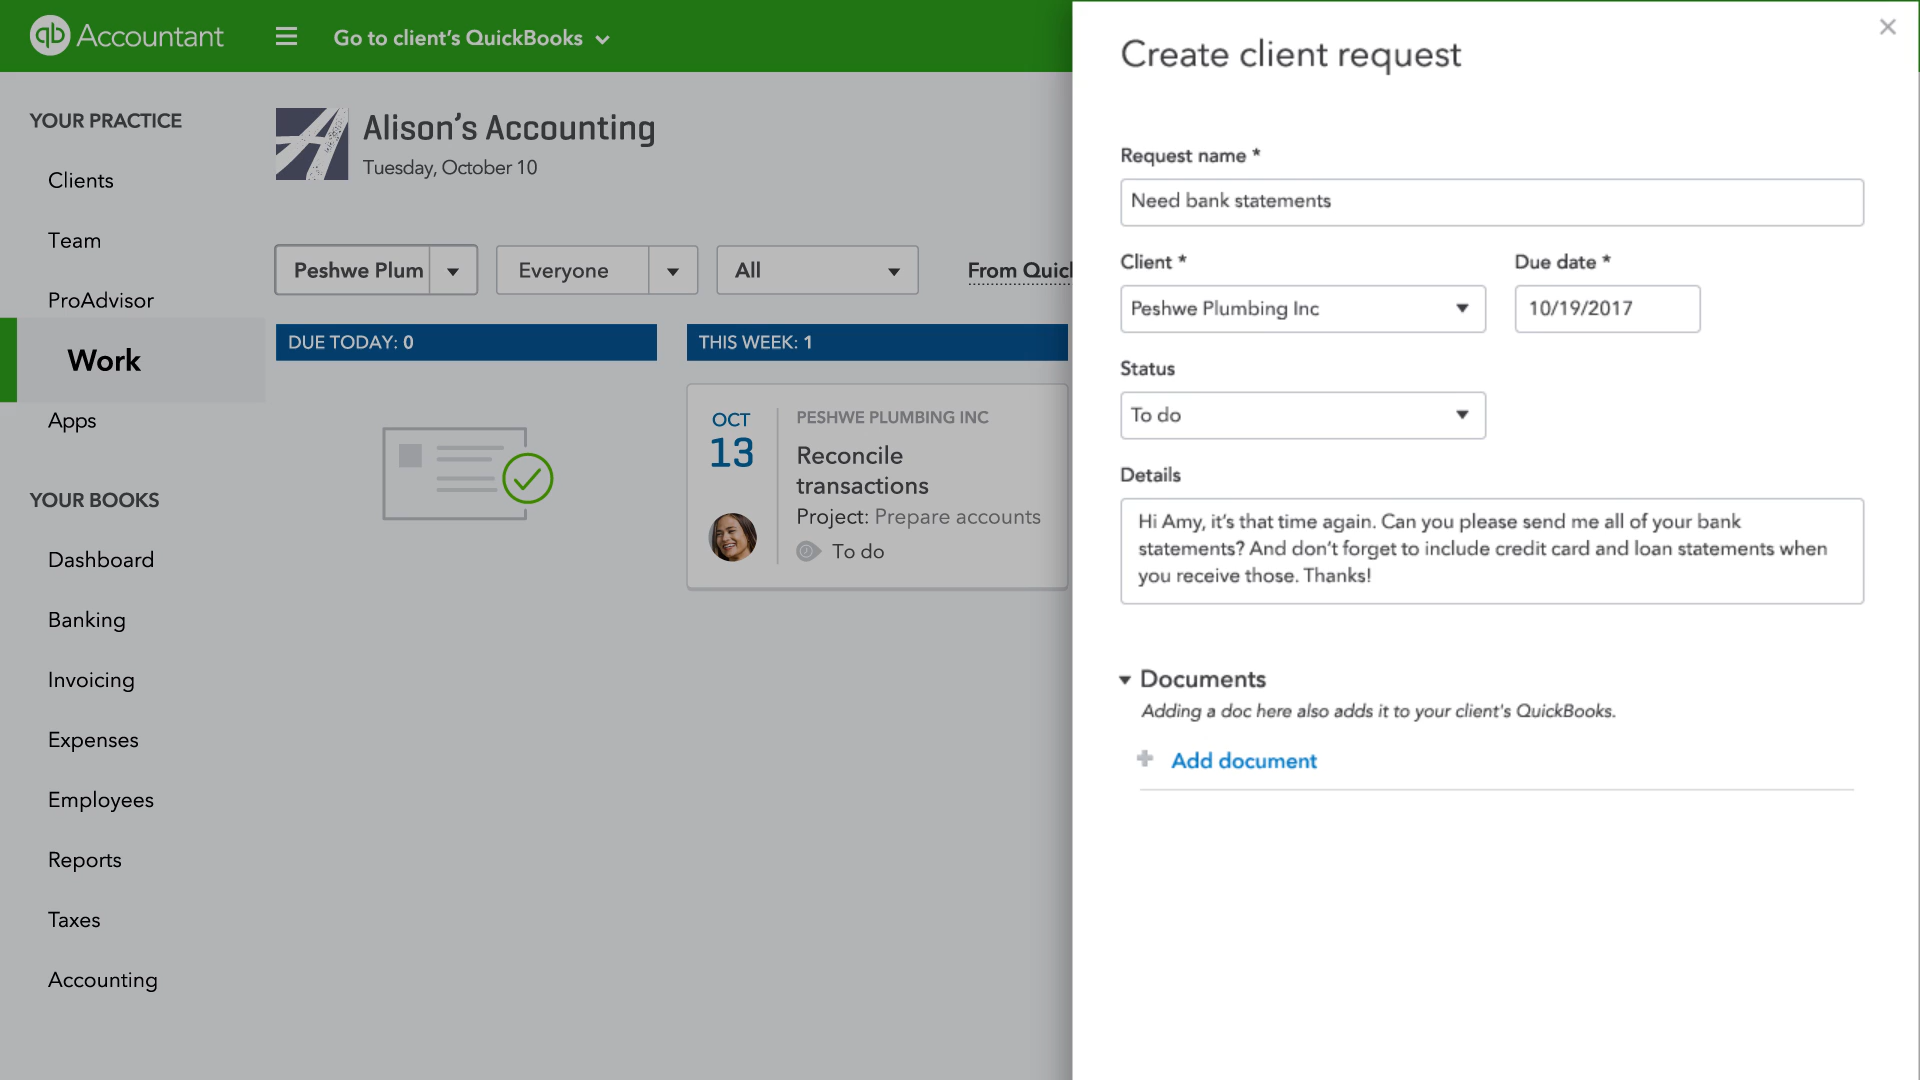 qb Accountant
Go to client's QuickBooks
YOUR PRACTICE
Clients
Team
ProAdvisor
Work
Apps
YOUR BOOKS
Dashboard
Banking
Invoicing
Expenses
Employees
Reports
Taxes
Accounting
Alison's Accounting
Tuesday, October 10
Peshwe Plum
Everyone
All
From Quick
DUE TODAY: 0
THIS WEEK: 1
OCT
13
PESHWE PLUMBING INC
Reconcile
transactions
Project: Prepare accounts
To do
Create client request
Request name *
Need bank statements
Client *
Due date *
Peshwe Plumbing Inc
10/19/2017
Status
To do
Details
Hi Amy, it's that time again. Can you please send me all of your bank
statements? And don't forget to include credit card and loan statements when
you receive those. Thanks!
Documents
Adding a doc here also adds it to your client's QuickBooks.
Add document